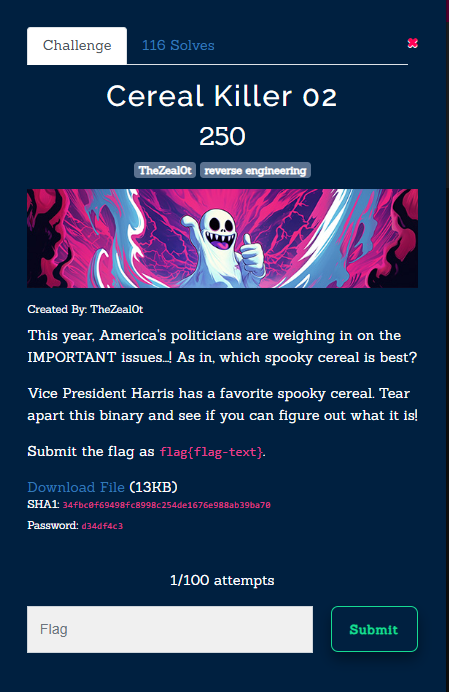 Challenge
116 Solves
Cereal Killer 02
250
TheZeal0t
reverse engineering
Created By: TheZeal0t
This year, America's politicians are weighing in on the
IMPORTANT issues...! As in, which spooky cereal is best?
Vice President Harris has a favorite spooky cereal. Tear
apart this binary and see if you can figure out what it is!
Submit the flag as flag{flag-text}.
Download File (13KB)
SHA1: 34fbc0f69498fc8998c254de1676e988ab39ba70
Password: d34df4c3
1/100 attempts
Flag
Submit